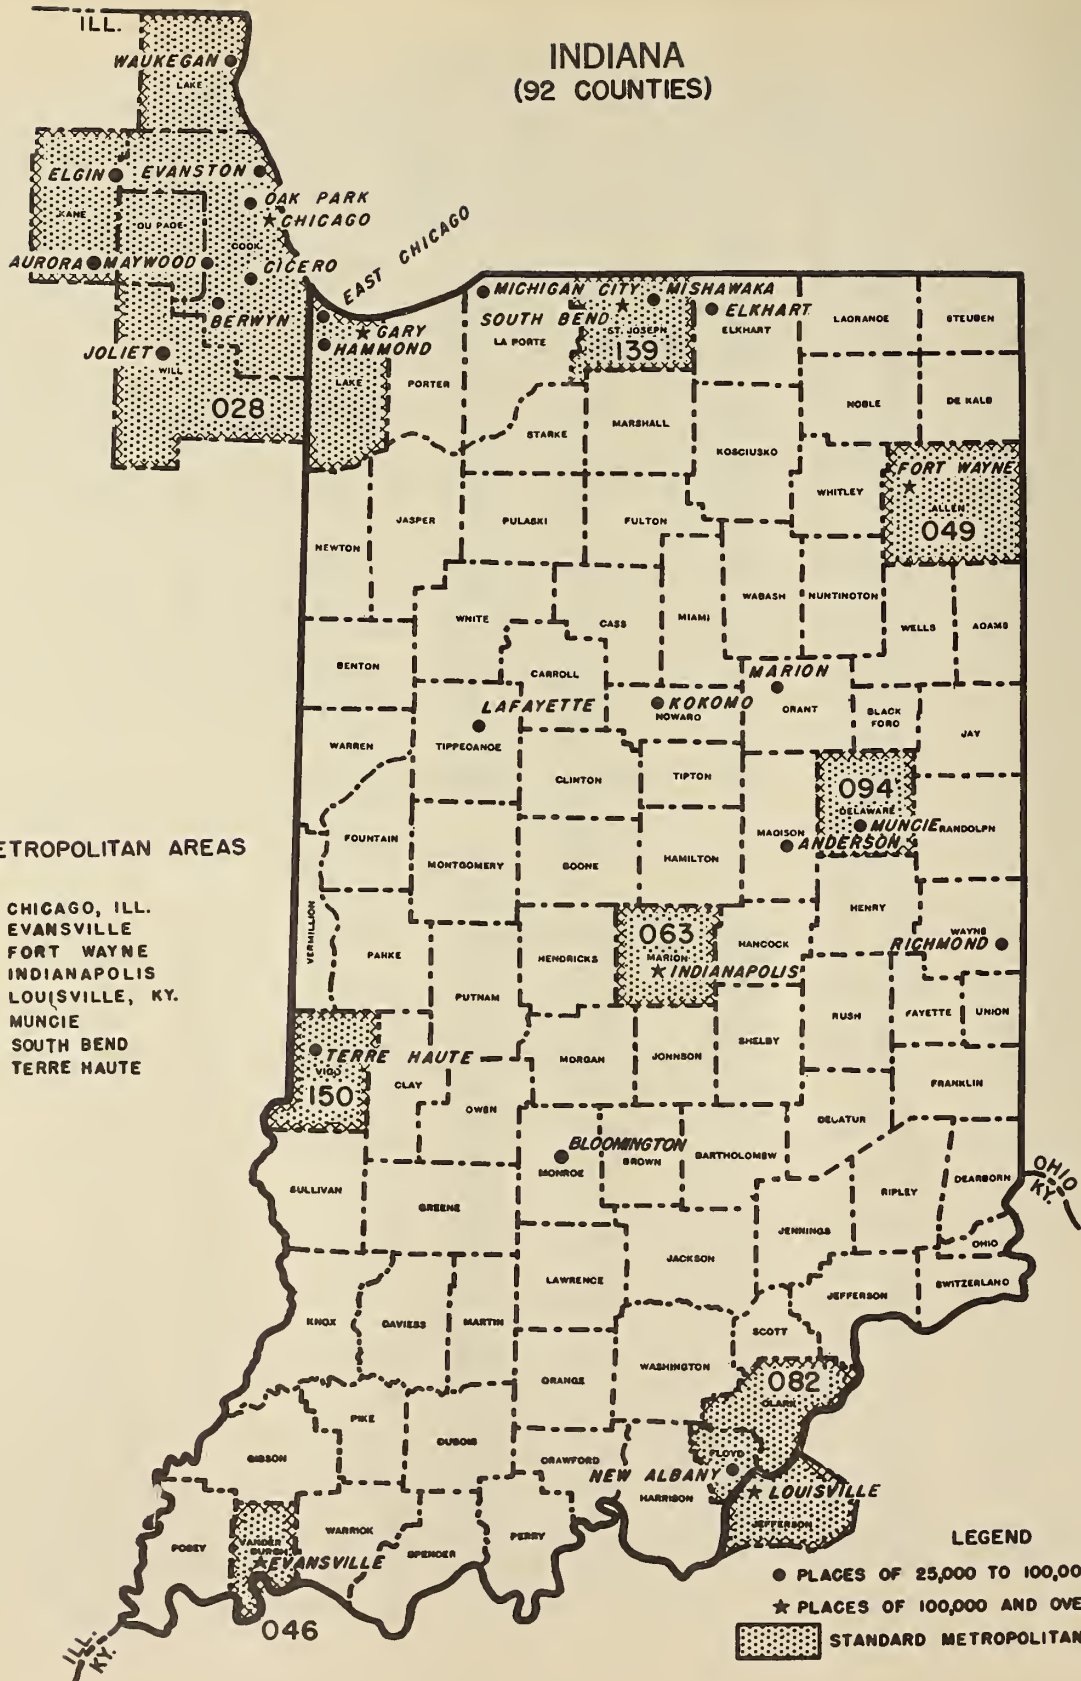 INDIANA
(92 COUNTIES)
ILL.
WAUKEGAN
LAKE
ELGIN
EVANSTON
OAK PARK
KANE
DU PAGE
CHICAGO
COOK
AURORA
MAYWOOD
CICERO
EAST CHICAGO
BERWYN
JOLIET
WILL
028
GARY
HAMMOND
LAKE
PORTER
MICHIGAN CITY
MISHAWAKA
SOUTH BEND
ST. JOSEPH
LA PORTE
139
ELKHART
ELKHART
LAGRANGE
STEUBEN
NOBLE
DE KALB
STARKE
MARSHALL
KOSCIUSKO
WHITLEY
FORT WAYNE
ALLEN
049
NEWTON
JASPER
PULASKI
FULTON
WHITE
CASS
MIAMI
WABASH
HUNTINGTON
WELLS
ADAMS
BENTON
CARROLL
MARION
LAFAYETTE
KOKOMO
HOWARD
GRANT
BLACK
FORD
JAY
WARREN
TIPPECANOE
CLINTON
TIPTON
094
DELAWARE
MUNCIE
RANDOLPH
MADISON
ANDERSON
FOUNTAIN
MONTGOMERY
BOONE
HAMILTON
HENRY
VERMILLION
PARKE
PUTNAM
HENDRICKS
063
MARION
INDIANAPOLIS
HANCOCK
WAYNE
RICHMOND
RUSH
FAYETTE
UNION
ETROPOLITAN AREAS
CHICAGO, ILL.
EVANSVILLE
FORT WAYNE
INDIANAPOLIS
LOUISVILLE, KY.
MUNCIE
SOUTH BEND
TERRE HAUTE
TERRE HAUTE
VIGO
150
CLAY
OWEN
MORGAN
JOHNSON
SHELBY
FRANKLIN
DECATUR
BLOOMINGTON
MONROE
BROWN
BARTHOLOMEW
SULLIVAN
GREENE
JENNINGS
RIPLEY
DEARBORN
OHIO
KY.
OHIO
SWITZERLAND
JEFFERSON
LAWRENCE
JACKSON
KNOX
DAVIESS
MARTIN
SCOTT
WASHINGTON
ORANGE
082
CLARK
PIKE
DUBOIS
GIBSON
CRAWFORD
FLOYD
NEW ALBANY
HARRISON
LOUISVILLE
JEFFERSON
POSEY
VANDER
BURGH
EVANSVILLE
WARRICK
SPENCER
PERRY
046
ILL.
KY.
LEGEND
PLACES OF 25,000 TO 100,00
PLACES OF 100,000 AND OVE
STANDARD METROPOLITAN